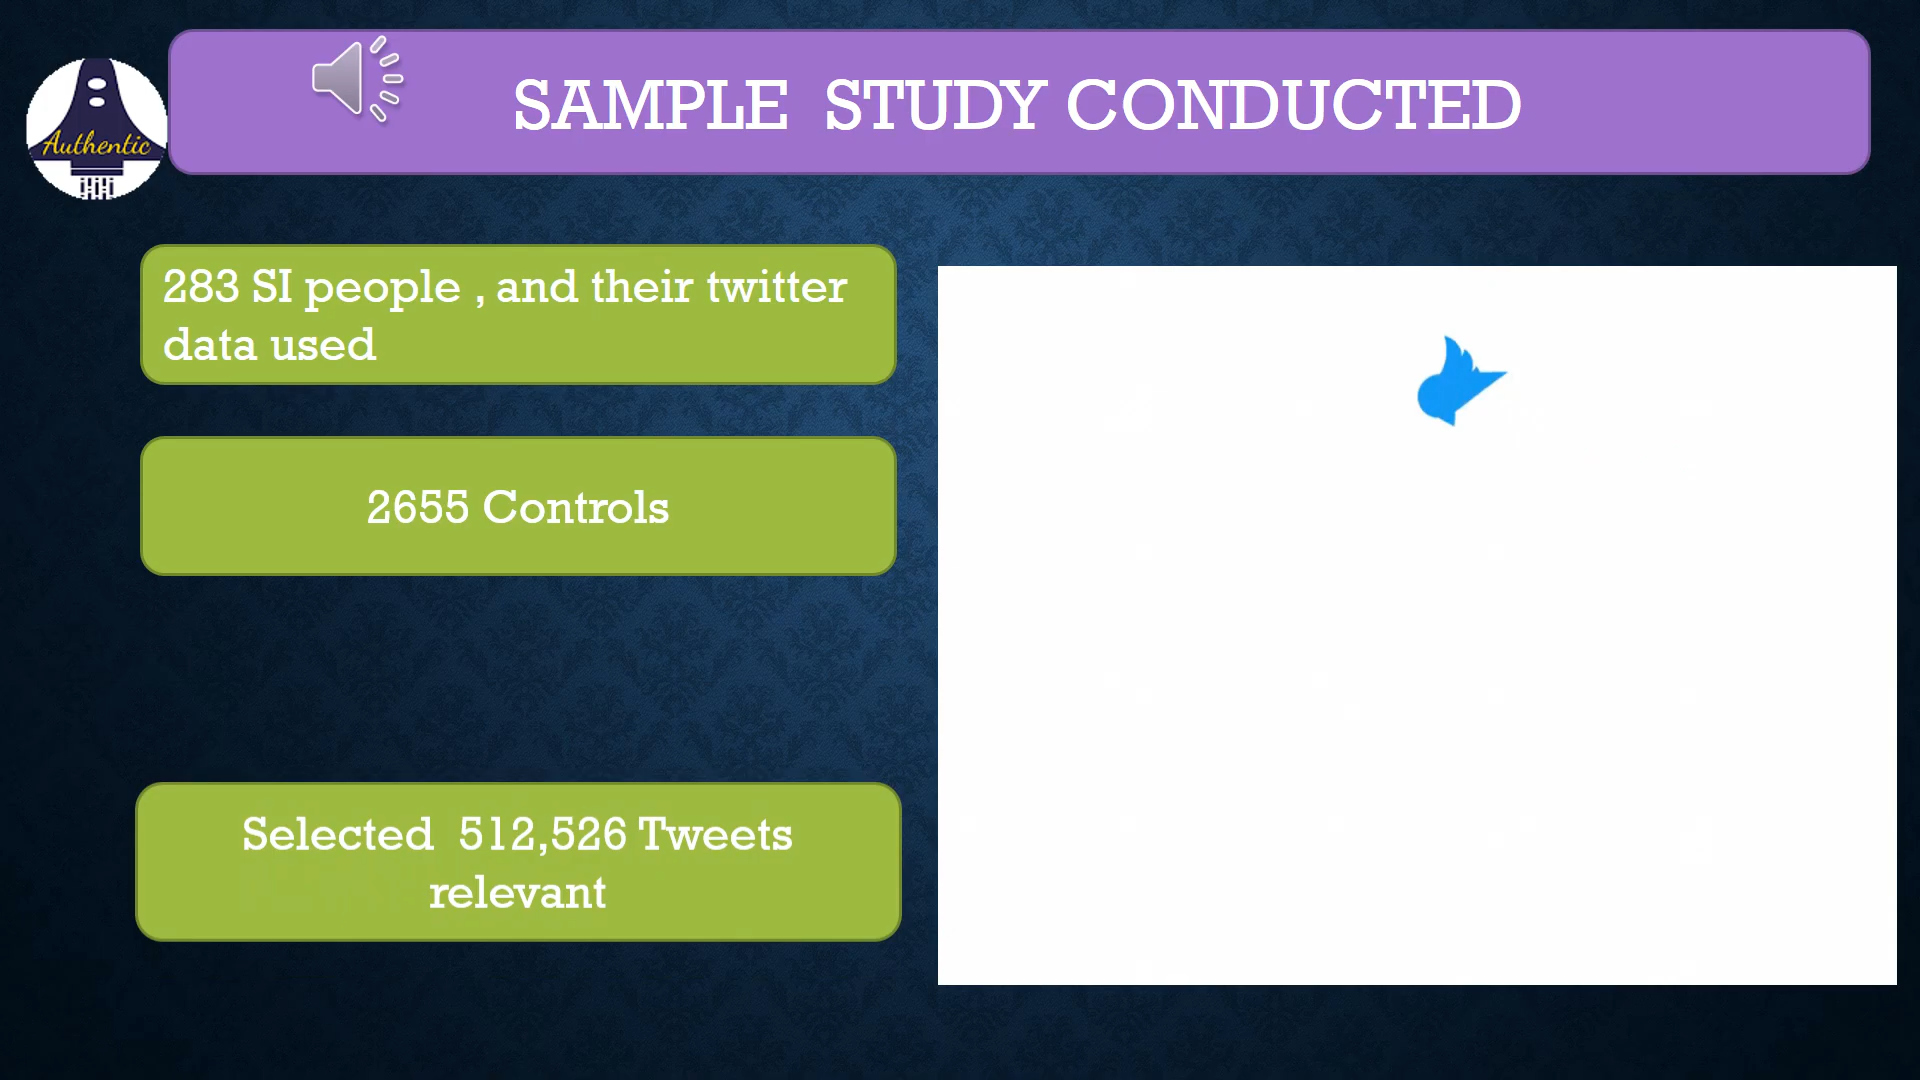 Authentic
SAMPLE STUDY CONDUCTED
283 SI people , and their twitter
data used
2655 Controls
Selected 512,526 Tweets
relevant